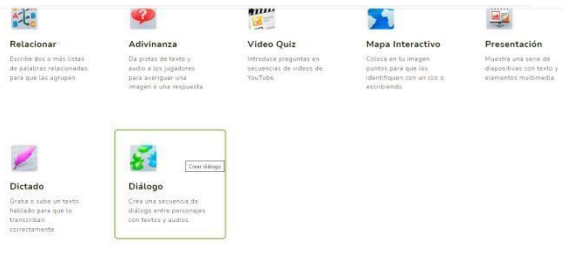 Relacionar
Escribe dos o más listas
de palabras relacionadas
para que las agrupen.
Adivinanza
Da pistas de texto y
audio a los jugadores
para averiguar una
imagen o una respuesta.
Video Quiz
Introduce preguntas en
secuencias de vídeos de
YouTube.
Mapa Interactivo
Coloca en tu imagen
puntos para que los
identifiquen con un clic o
escribiendo.
Presentación
Muestra una serie de
diapositivas con texto y
elementos multimedia.
Dictado
Graba o sube un texto
hablado para que lo
transcriban
correctamente.
Diálogo
Crear diálogo
Crea una secuencia de
diálogo entre personajes
con textos y audios.